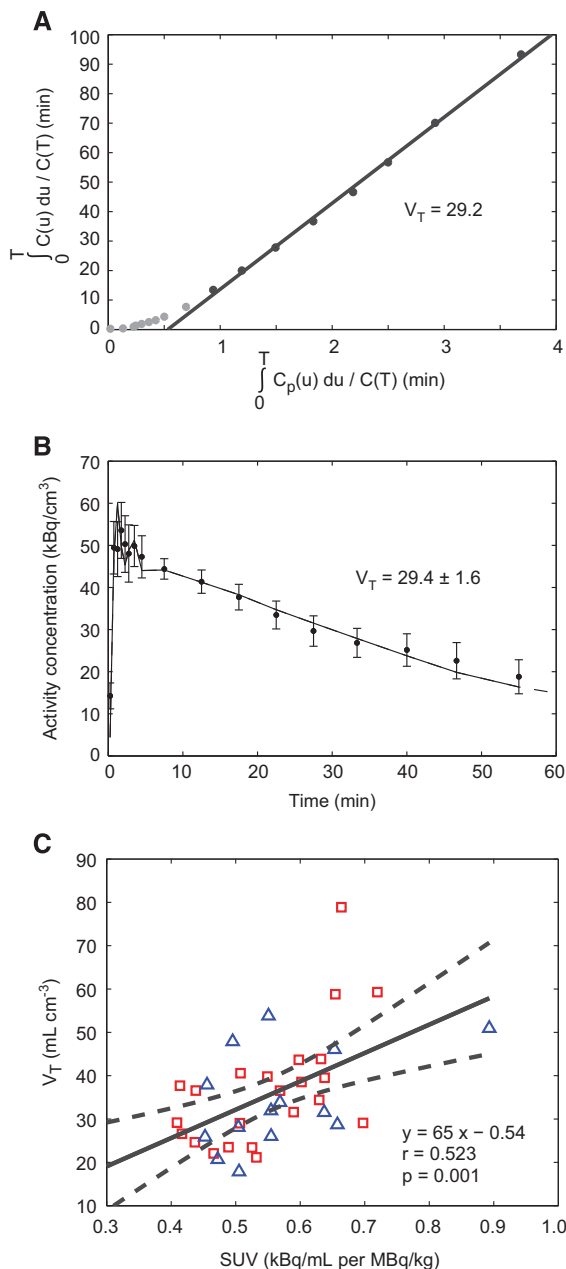 A
100
90
80
70
60
50
40
30
20
10
0
T
∫ C(u) du / C(T) (min)
0
V_T = 29.2
0 1 2 3 4
T
∫ C_p(u) du / C(T) (min)
0
B
70
60
50
40
30
20
10
0
Activity concentration (kBq/cm³)
V_T = 29.4 ± 1.6
0 10 20 30 40 50 60
Time (min)
C
90
80
70
60
50
40
30
20
10
V_T (mL cm⁻³)
y = 65 x − 0.54
r = 0.523
p = 0.001
0.3 0.4 0.5 0.6 0.7 0.8 0.9 1.0
SUV (kBq/mL per MBq/kg)